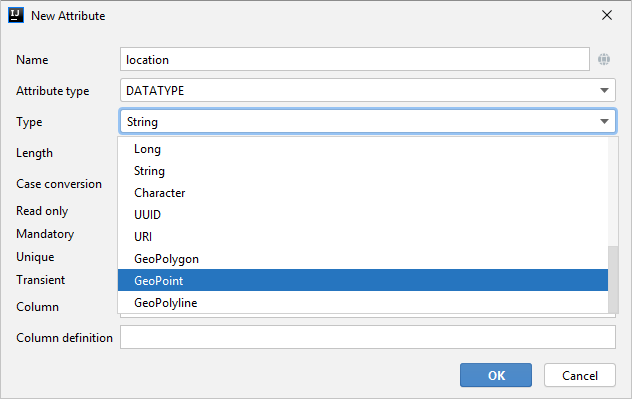 IJ New Attribute
Name location
Attribute type DATATYPE
Type String
Length Long
String
Case conversion Character
Read only UUID
Mandatory URI
Unique GeoPolygon
Transient GeoPoint
Column GeoPolyline
Column definition
OK Cancel